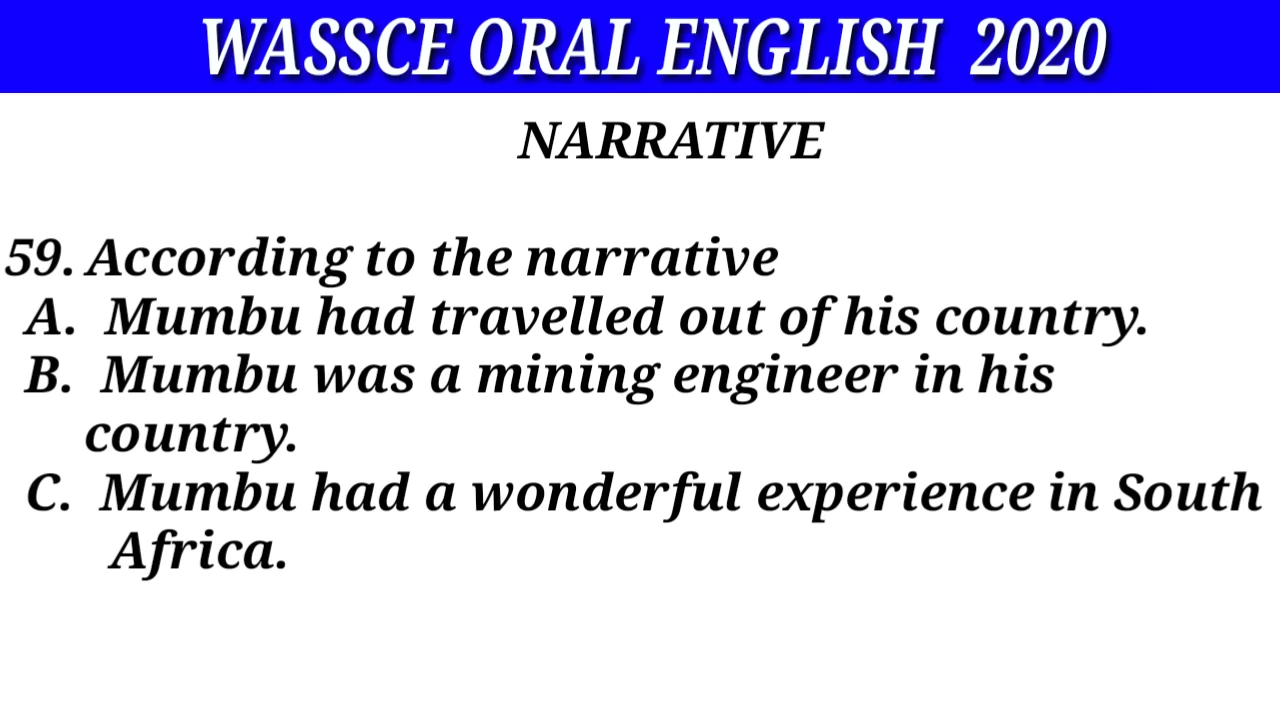 WASSCE ORAL ENGLISH 2020
NARRATIVE
59. According to the narrative
A. Mumbu had travelled out of his country.
B. Mumbu was a mining engineer in his
country.
C. Mumbu had a wonderful experience in South
Africa.